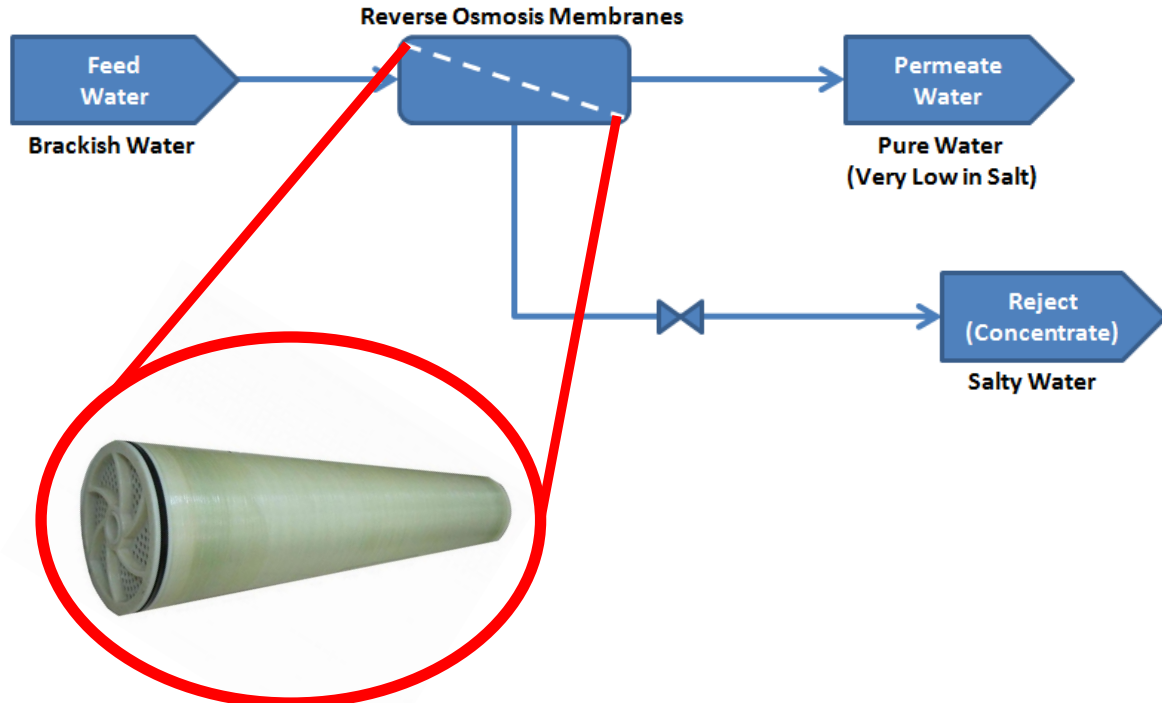 Reverse Osmosis Membranes
Feed
Water
Brackish Water
Permeate
Water
Pure Water
(Very Low in Salt)
Reject
(Concentrate)
Salty Water